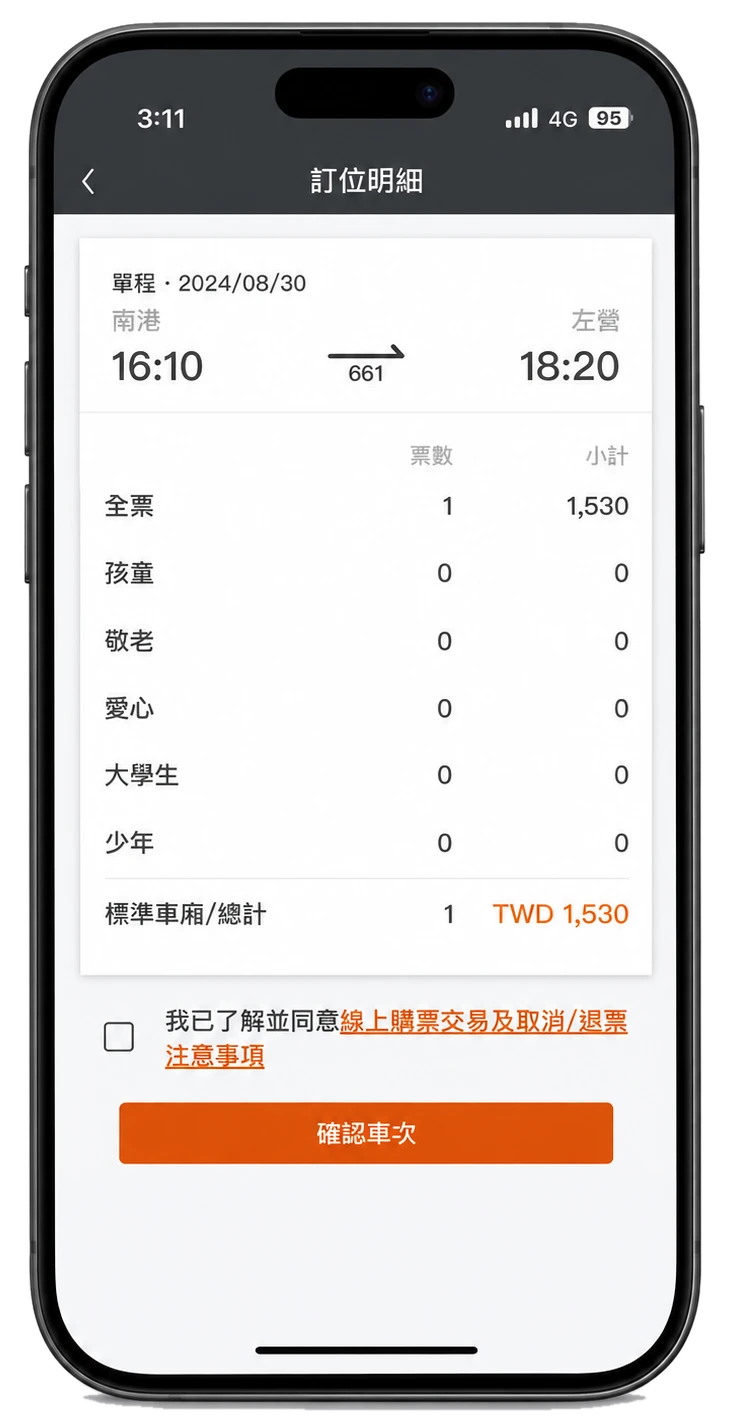 3:11 4G 95
訂位明細
單程・2024/08/30
南港 左營
16:10 18:20
661
票數 小計
全票 1 1,530
孩童 0 0
敬老 0 0
愛心 0 0
大學生 0 0
少年 0 0
標準車廂/總計 1 TWD 1,530
我已了解並同意線上購票交易及取消/退票
注意事項
確認車次